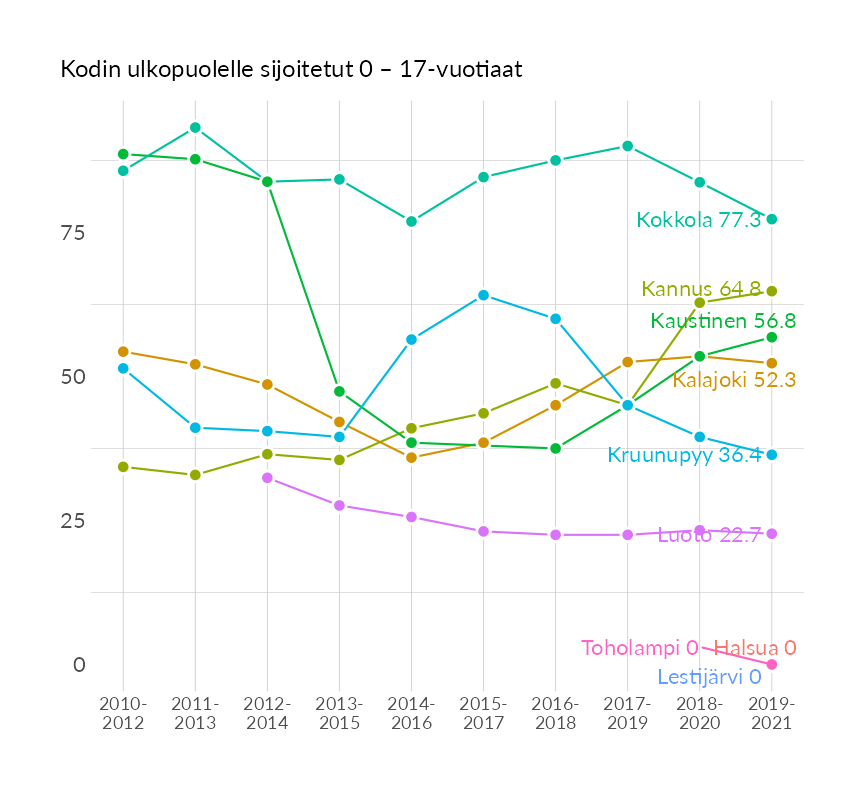 Kodin ulkopuolelle sijoitetut 0 – 17-vuotiaat
Kokkola 77.3
75
Kannus 64.8
Kaustinen 56.8
50
Kalajoki 52.3
Kruunupyy 36.4
25
Luoto 22.7
Toholampi 0
Halsua 0
0
Lestijärvi 0
2010- 2011- 2012- 2013- 2014- 2015- 2016- 2017- 2018- 2019-
2012 2013 2014 2015 2016 2017 2018 2019 2020 2021